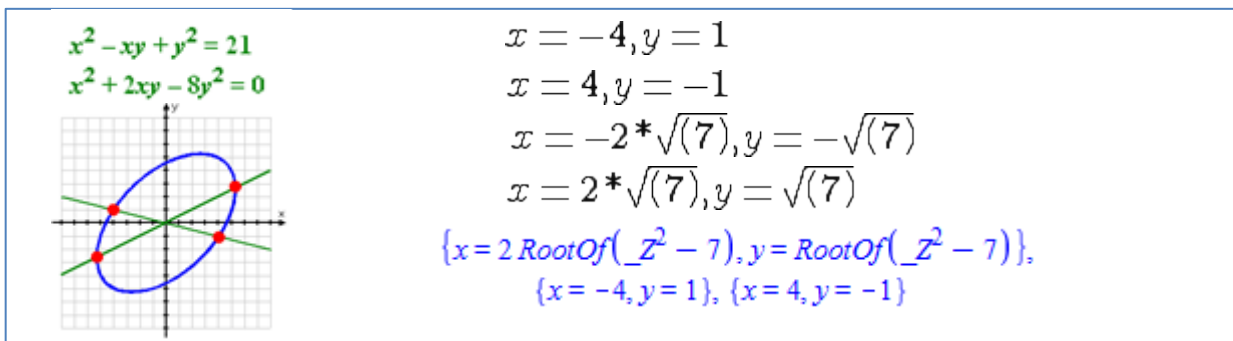 x² – xy + y² = 21
x² + 2xy – 8y² = 0
y
x
x = −4, y = 1
x = 4, y = −1
x = −2 * √(7), y = −√(7)
x = 2 * √(7), y = √(7)
{x = 2 RootOf(_Z² − 7), y = RootOf(_Z² − 7)},
{x = −4, y = 1}, {x = 4, y = −1}